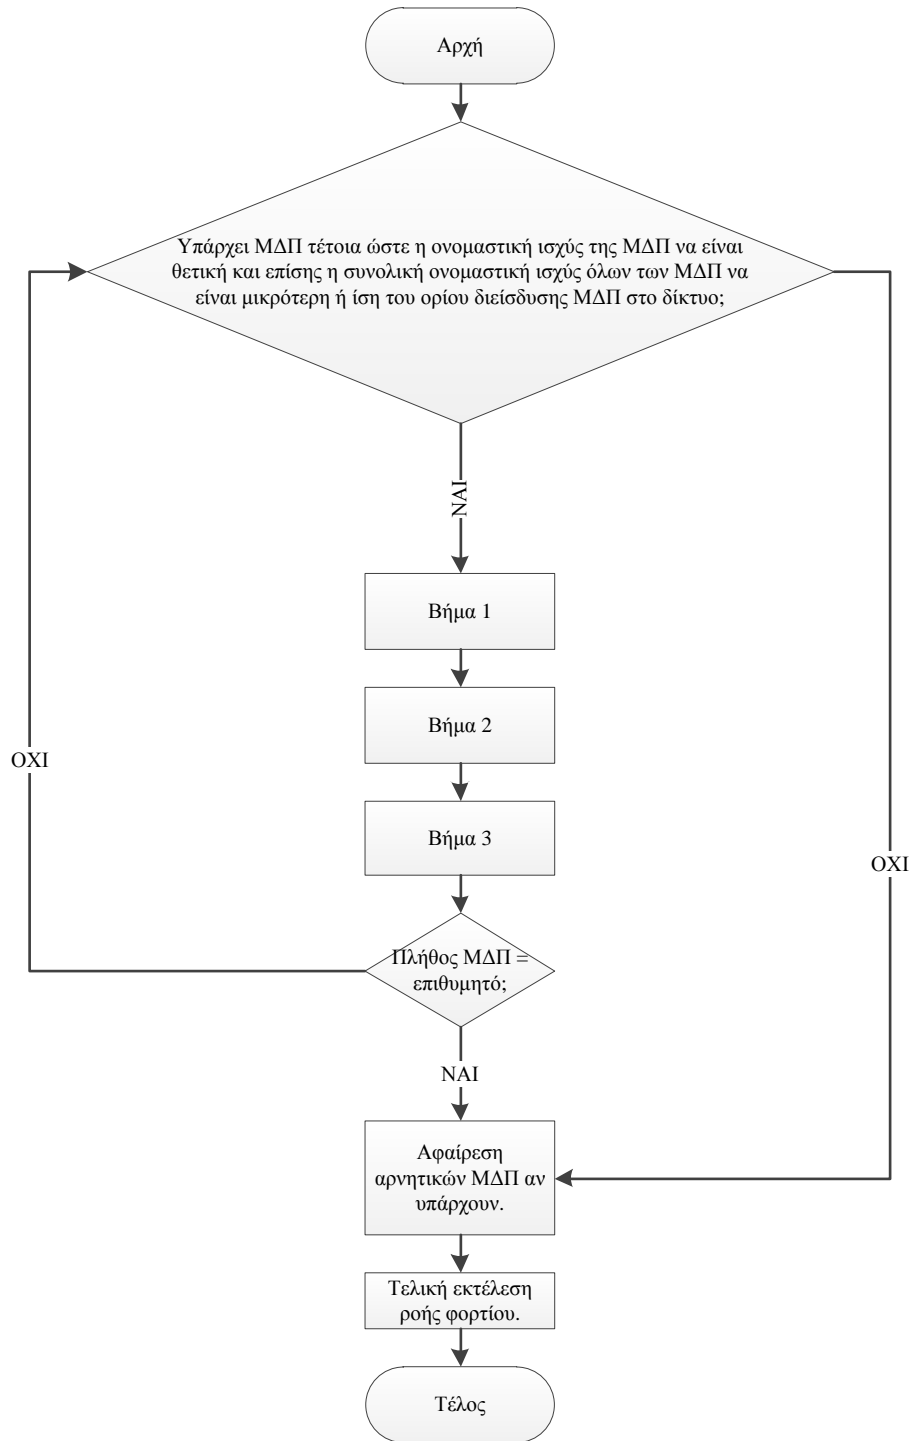 Αρχή
Υπάρχει ΜΔΠ τέτοια ώστε η ονομαστική ισχύς της ΜΔΠ να είναι
θετική και επίσης η συνολική ονομαστική ισχύς όλων των ΜΔΠ να
είναι μικρότερη ή ίση του ορίου διείσδυσης ΜΔΠ στο δίκτυο;
ΝΑΙ
Βήμα 1
Βήμα 2
ΟΧΙ
Βήμα 3
ΟΧΙ
Πλήθος ΜΔΠ =
επιθυμητό;
ΝΑΙ
Αφαίρεση
αρνητικών ΜΔΠ αν
υπάρχουν.
Τελική εκτέλεση
ροής φορτίου.
Τέλος